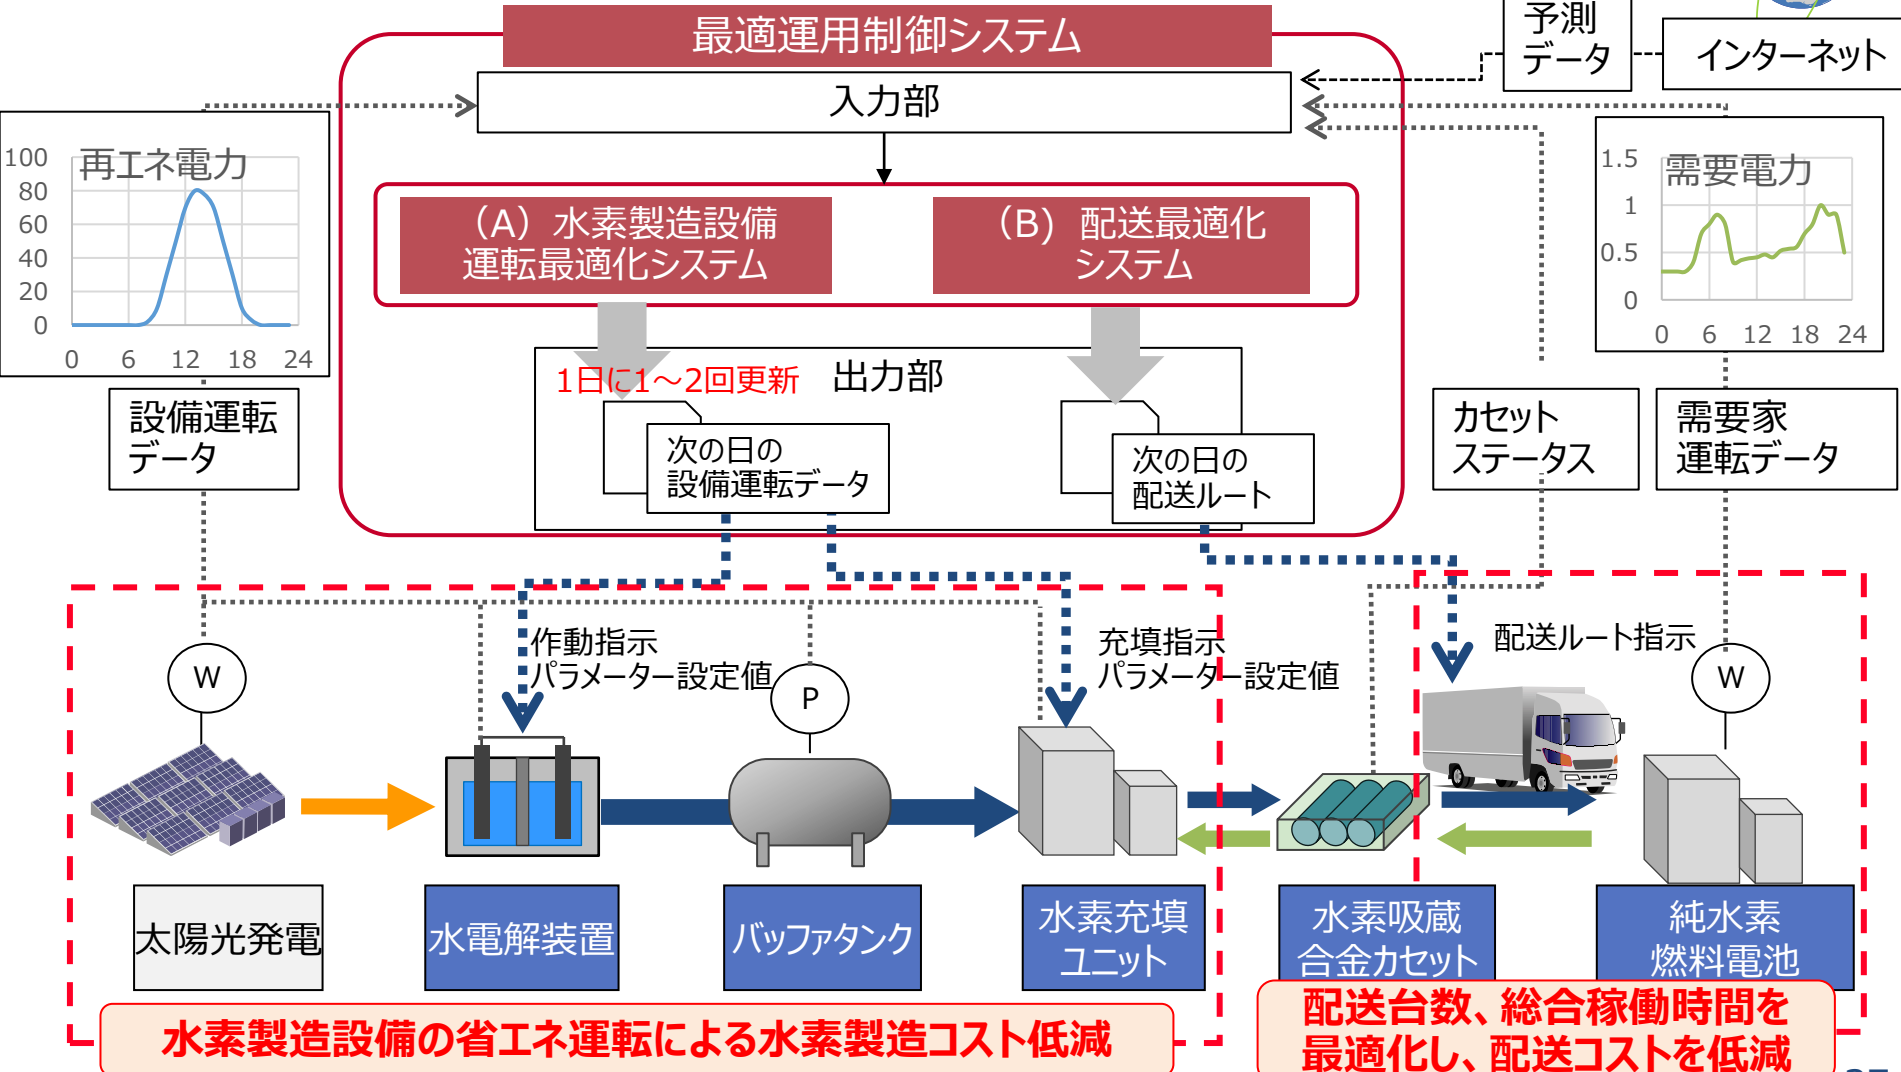 最適運用制御システム
予測
データ
インターネット
入力部
再エネ電力
100
80
60
40
20
0
0 6 12 18 24
需要電力
1.5
1
0.5
0
0 6 12 18 24
（A）水素製造設備
運転最適化システム
（B）配送最適化
システム
1日に1～2回更新
出力部
設備運転
データ
次の日の
設備運転データ
次の日の
配送ルート
カセット
ステータス
需要家
運転データ
作動指示
パラメーター設定値
充填指示
パラメーター設定値
配送ルート指示
W
P
W
太陽光発電
水電解装置
バッファタンク
水素充填
ユニット
水素吸蔵
合金カセット
純水素
燃料電池
水素製造設備の省エネ運転による水素製造コスト低減
配送台数、総合稼働時間を
最適化し、配送コストを低減